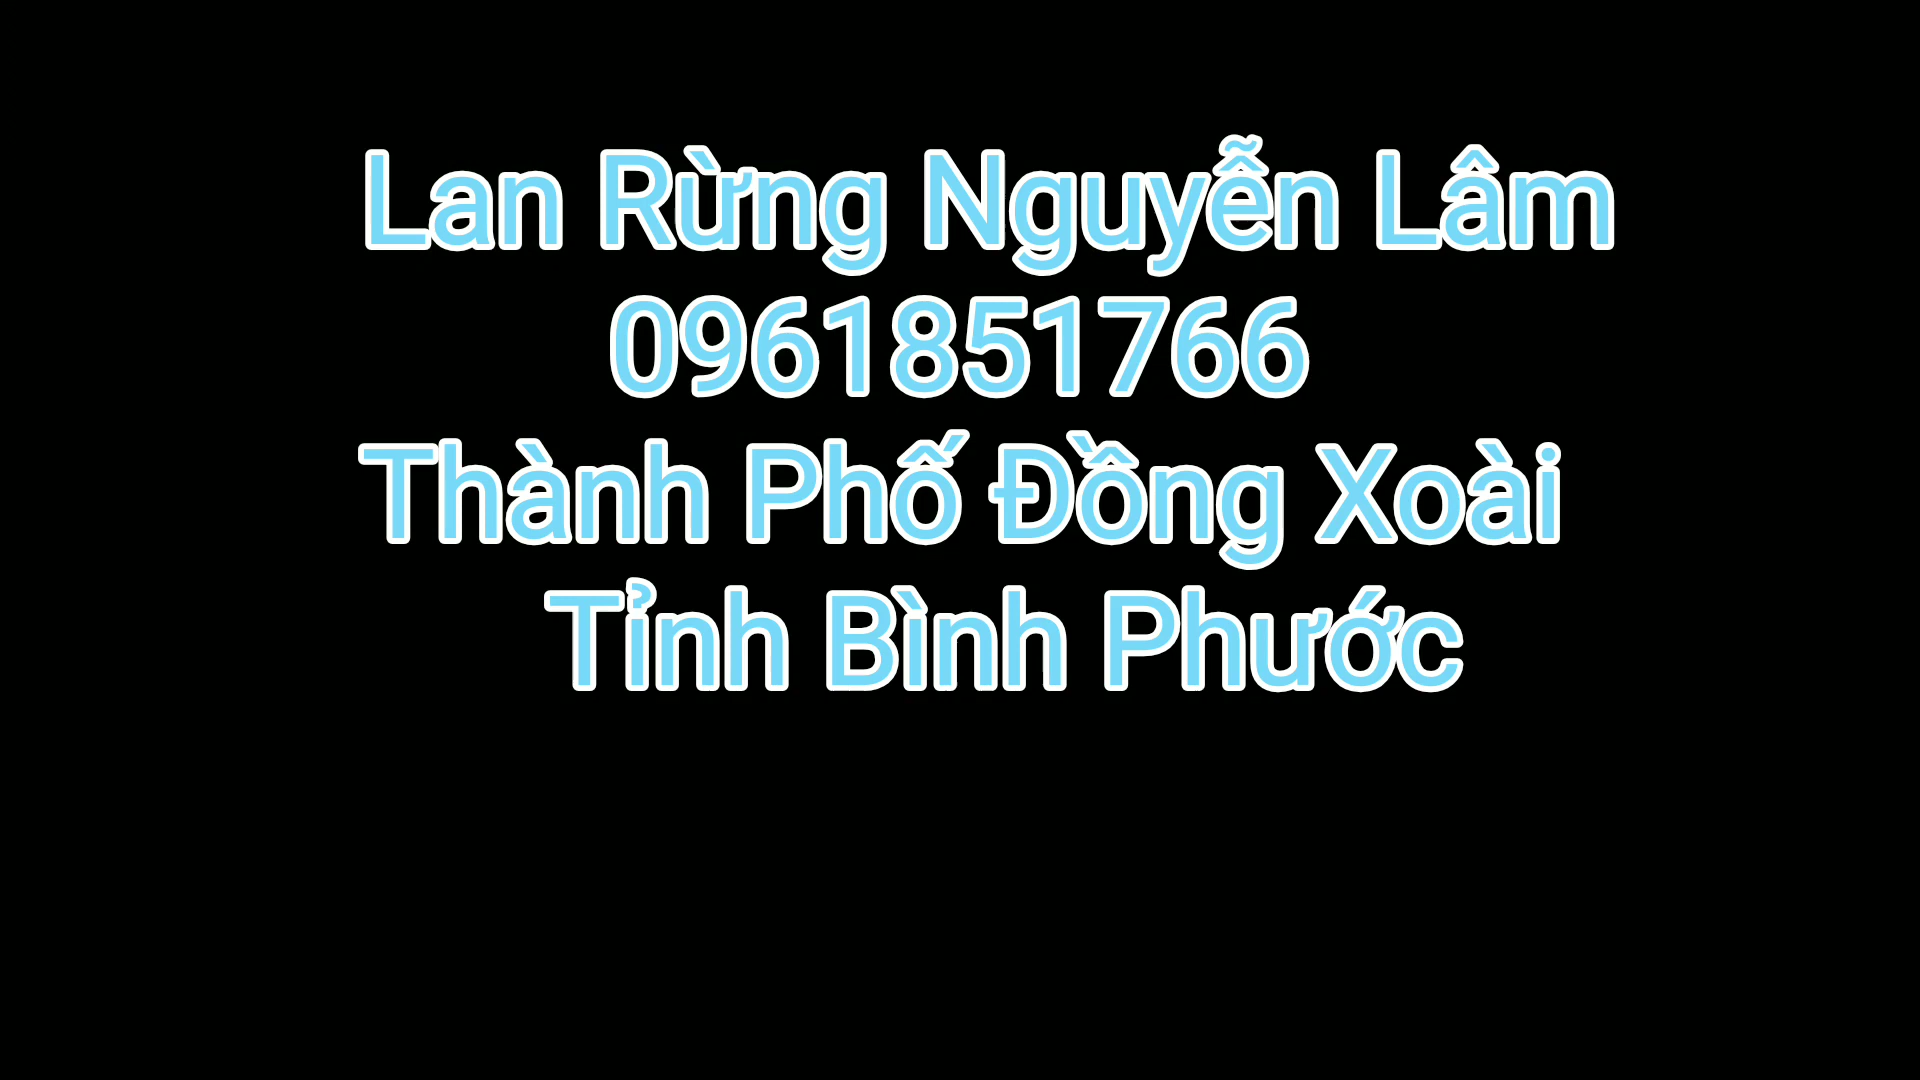 Lan Rừng Nguyễn Lâm
0961851766
Thành Phố Đồng Xoài
Tỉnh Bình Phước